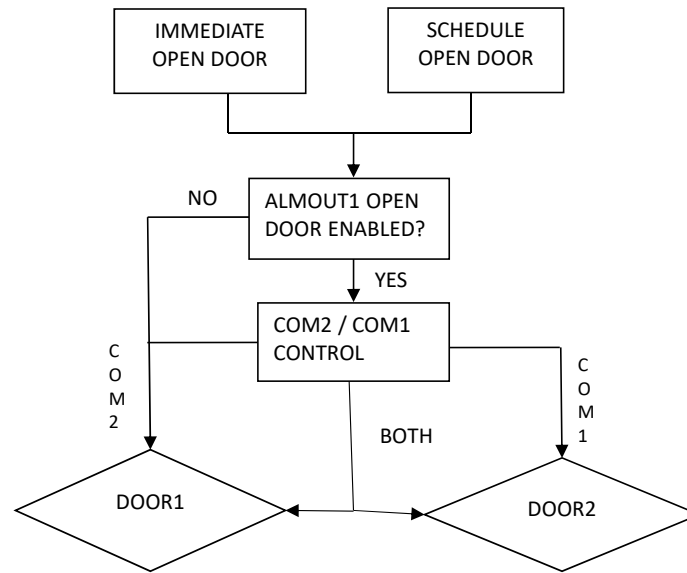 IMMEDIATE
OPEN DOOR
SCHEDULE
OPEN DOOR
NO
ALMOUT1 OPEN
DOOR ENABLED?
YES
COM2 / COM1
CONTROL
C
O
M
2
C
O
M
1
BOTH
DOOR1
DOOR2